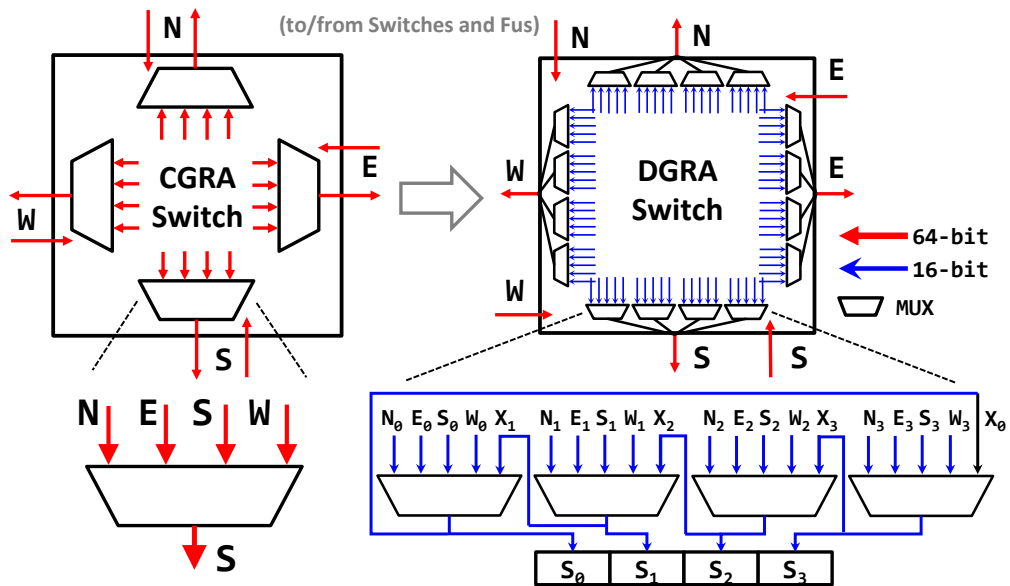 (to/from Switches and Fus)
N
N
N
E
E
W
W
E
E
CGRA
Switch
DGRA
Switch
W
W
64-bit
16-bit
MUX
S
S
S
N E S W
N₀ E₀ S₀ W₀ X₁ N₁ E₁ S₁ W₁ X₂ N₂ E₂ S₂ W₂ X₃ N₃ E₃ S₃ W₃ X₀
S
S₀ S₁ S₂ S₃